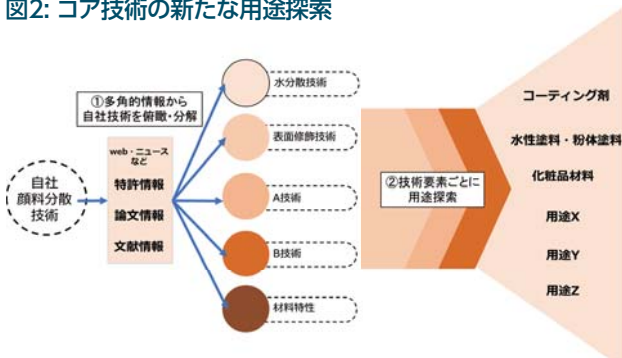 図2: コア技術の新たな用途探索
①多角的情報から
自社技術を俯瞰・分解
自社
顔料分散
技術
web・ニュース
など
特許情報
論文情報
文献情報
水分散技術
表面修飾技術
A技術
B技術
材料特性
②技術要素ごとに
用途探索
コーティング剤
水性塗料・粉体塗料
化粧品材料
用途X
用途Y
用途Z